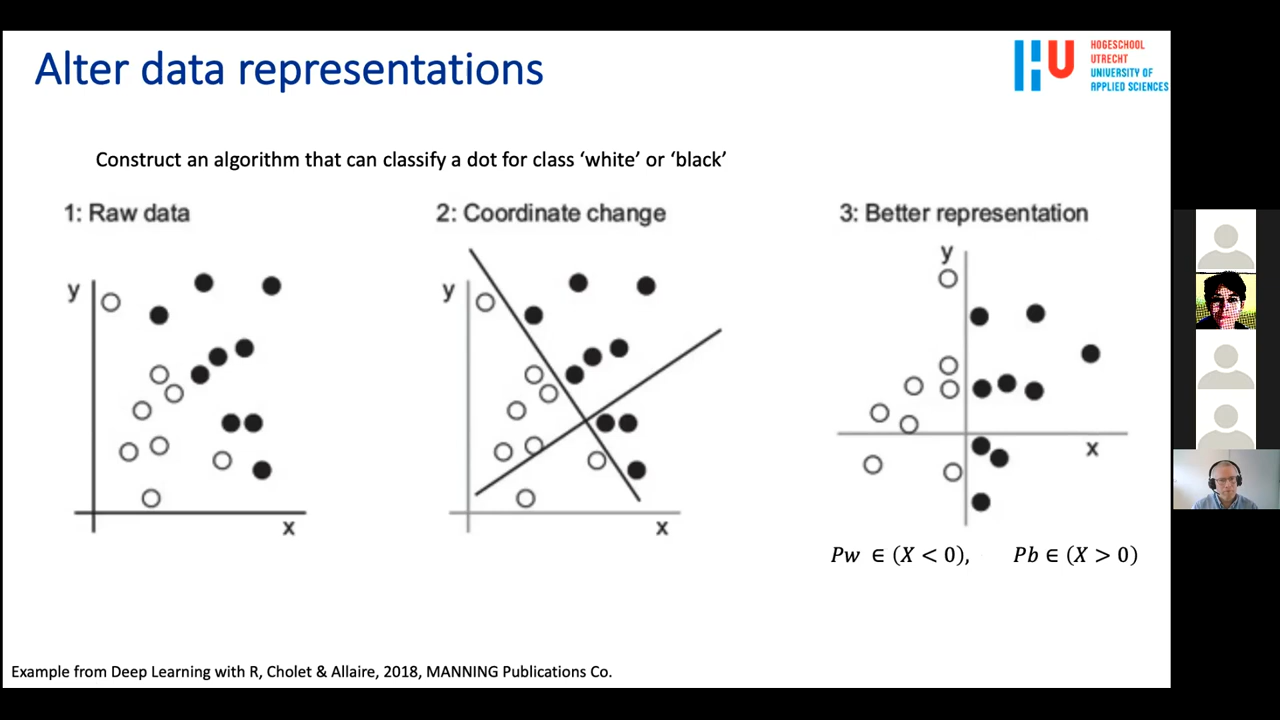 Alter data representations
HOGESCHOOL
UTRECHT
UNIVERSITY OF
APPLIED SCIENCES
Construct an algorithm that can classify a dot for class ‘white’ or ‘black’
1: Raw data
2: Coordinate change
3: Better representation
y
x
y
x
y
x
Pw ∈ (X < 0), Pb ∈ (X > 0)
Example from Deep Learning with R, Cholet & Allaire, 2018, MANNING Publications Co.